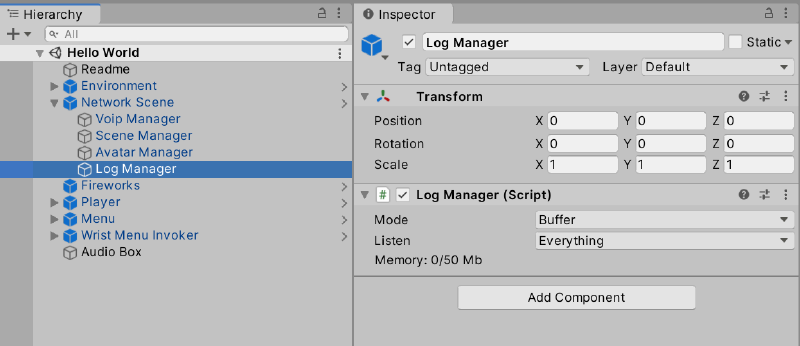 Hierarchy
All
Hello World
Readme
Environment
Network Scene
Voip Manager
Scene Manager
Avatar Manager
Log Manager
Fireworks
Player
Menu
Wrist Menu Invoker
Audio Box
Inspector
Log Manager Static
Tag Untagged Layer Default
Transform
Position X 0 Y 0 Z 0
Rotation X 0 Y 0 Z 0
Scale X 1 Y 1 Z 1
# Log Manager (Script)
Mode Buffer
Listen Everything
Memory: 0/50 Mb
Add Component